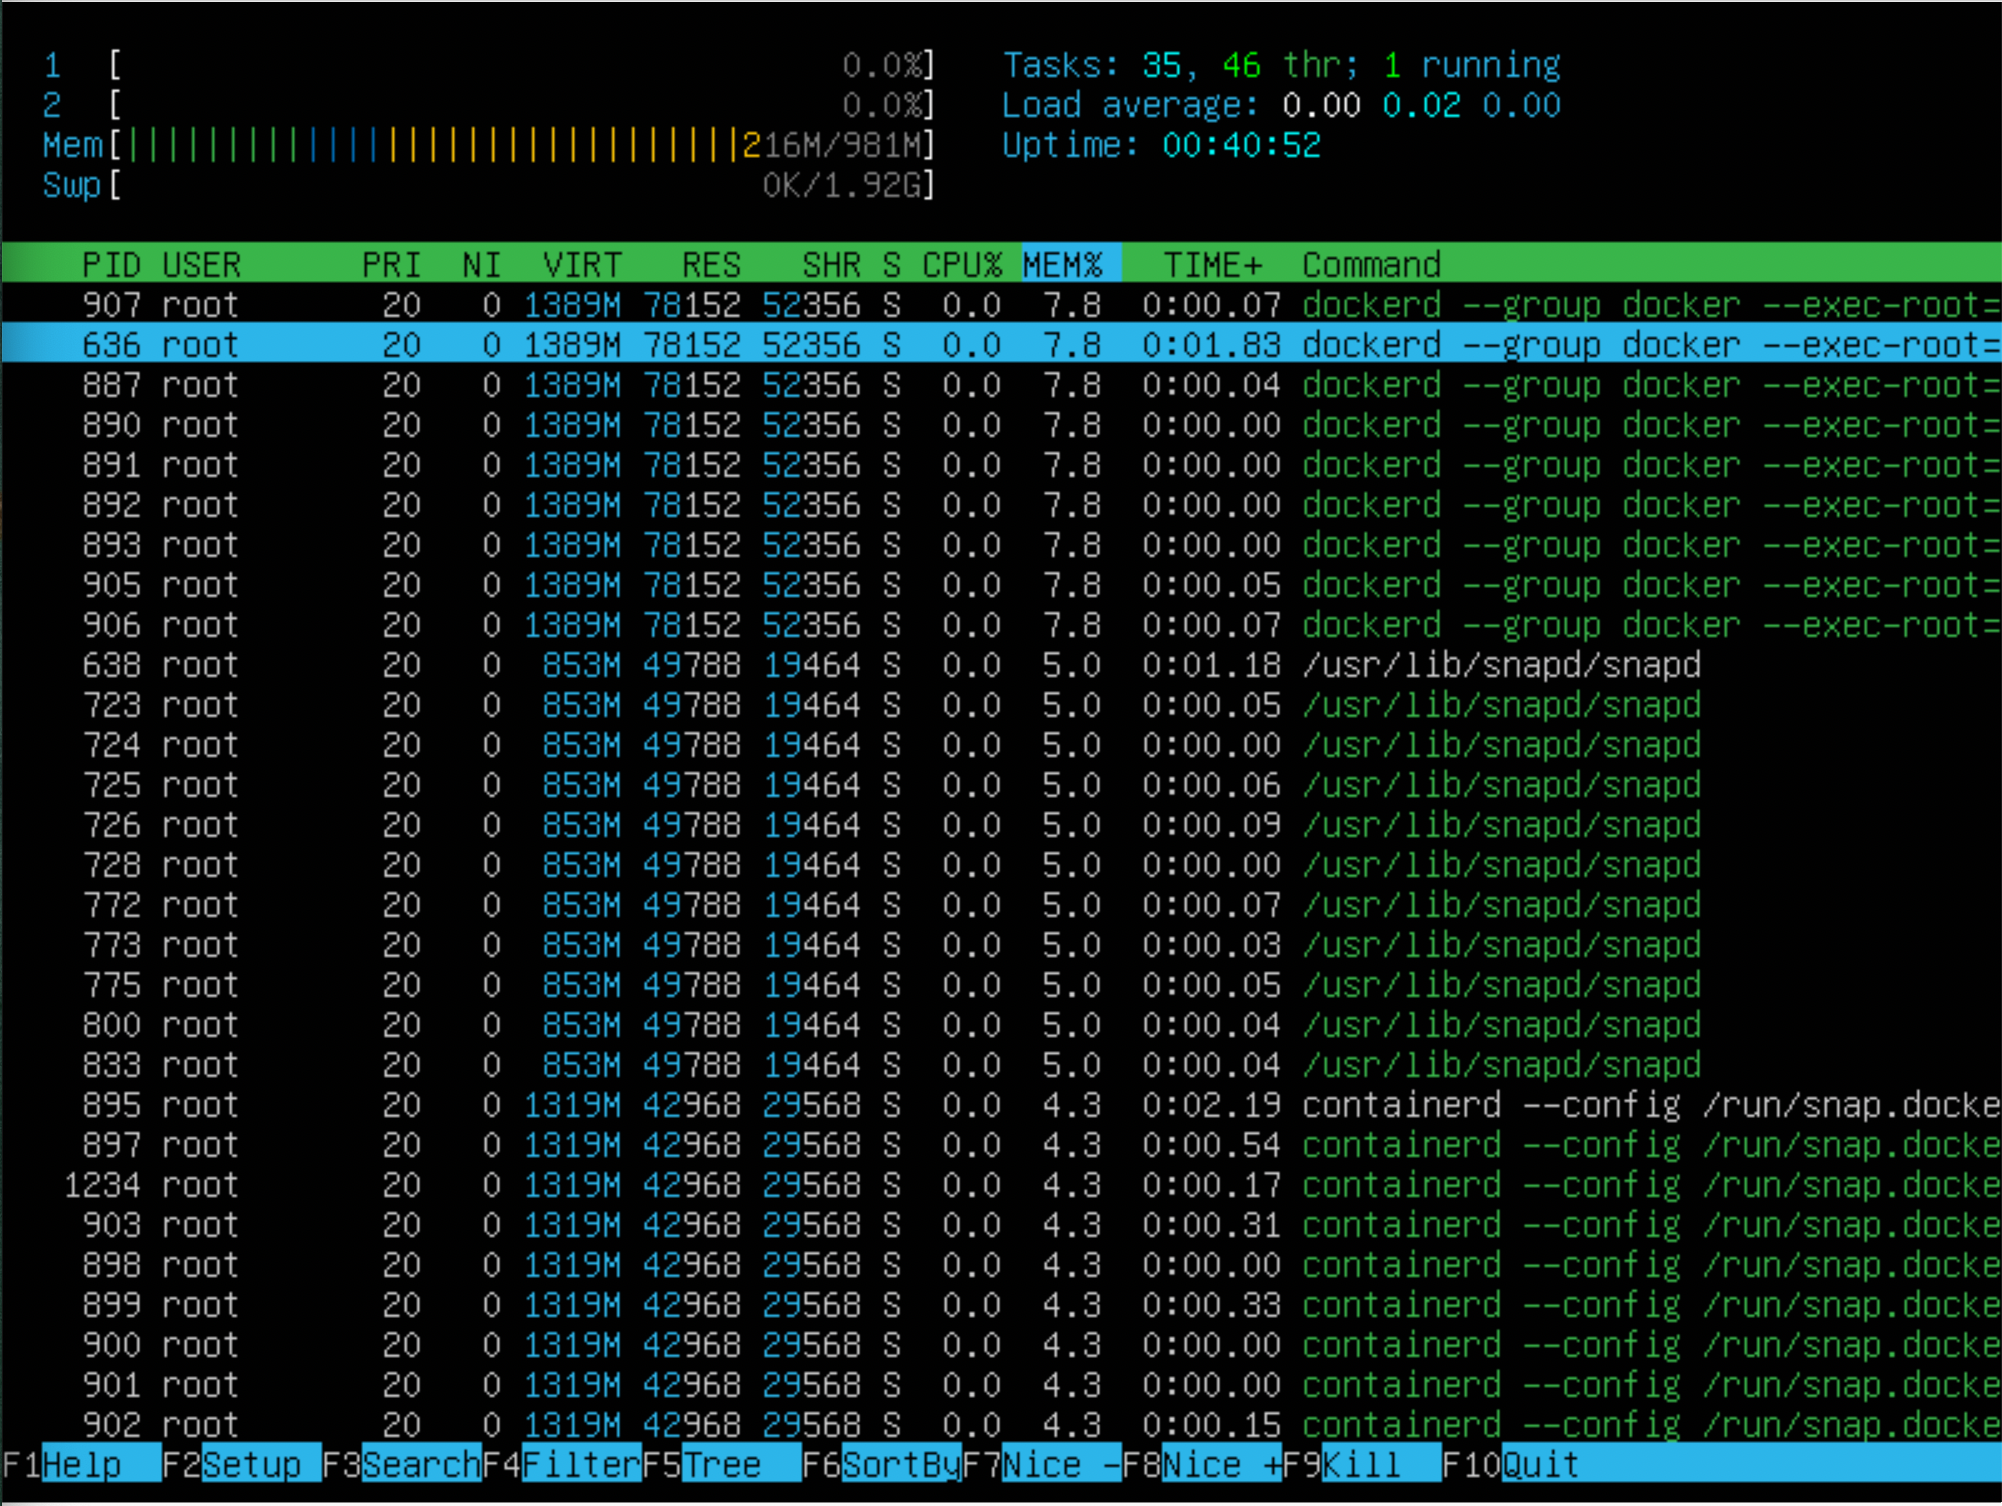 1 [ 0.0%] Tasks: 35, 46 thr; 1 running
2 [ 0.0%] Load average: 0.00 0.02 0.00
Mem[||||||||||||||||||||||||||||||||216M/981M] Uptime: 00:40:52
Swp[ 0K/1.92G]
PID USER PRI NI VIRT RES SHR S CPU% MEM% TIME+ Command
907 root 20 0 1389M 78152 52356 S 0.0 7.8 0:00.07 dockerd --group docker --exec-root=
636 root 20 0 1389M 78152 52356 S 0.0 7.8 0:01.83 dockerd --group docker --exec-root=
887 root 20 0 1389M 78152 52356 S 0.0 7.8 0:00.04 dockerd --group docker --exec-root=
890 root 20 0 1389M 78152 52356 S 0.0 7.8 0:00.00 dockerd --group docker --exec-root=
891 root 20 0 1389M 78152 52356 S 0.0 7.8 0:00.00 dockerd --group docker --exec-root=
892 root 20 0 1389M 78152 52356 S 0.0 7.8 0:00.00 dockerd --group docker --exec-root=
893 root 20 0 1389M 78152 52356 S 0.0 7.8 0:00.00 dockerd --group docker --exec-root=
905 root 20 0 1389M 78152 52356 S 0.0 7.8 0:00.05 dockerd --group docker --exec-root=
906 root 20 0 1389M 78152 52356 S 0.0 7.8 0:00.07 dockerd --group docker --exec-root=
638 root 20 0 853M 49788 19464 S 0.0 5.0 0:01.18 /usr/lib/snapd/snapd
723 root 20 0 853M 49788 19464 S 0.0 5.0 0:00.05 /usr/lib/snapd/snapd
724 root 20 0 853M 49788 19464 S 0.0 5.0 0:00.00 /usr/lib/snapd/snapd
725 root 20 0 853M 49788 19464 S 0.0 5.0 0:00.06 /usr/lib/snapd/snapd
726 root 20 0 853M 49788 19464 S 0.0 5.0 0:00.09 /usr/lib/snapd/snapd
728 root 20 0 853M 49788 19464 S 0.0 5.0 0:00.00 /usr/lib/snapd/snapd
772 root 20 0 853M 49788 19464 S 0.0 5.0 0:00.07 /usr/lib/snapd/snapd
773 root 20 0 853M 49788 19464 S 0.0 5.0 0:00.03 /usr/lib/snapd/snapd
775 root 20 0 853M 49788 19464 S 0.0 5.0 0:00.05 /usr/lib/snapd/snapd
800 root 20 0 853M 49788 19464 S 0.0 5.0 0:00.04 /usr/lib/snapd/snapd
833 root 20 0 853M 49788 19464 S 0.0 5.0 0:00.04 /usr/lib/snapd/snapd
895 root 20 0 1319M 42968 29568 S 0.0 4.3 0:02.19 containerd --config /run/snap.docke
897 root 20 0 1319M 42968 29568 S 0.0 4.3 0:00.54 containerd --config /run/snap.docke
1234 root 20 0 1319M 42968 29568 S 0.0 4.3 0:00.17 containerd --config /run/snap.docke
903 root 20 0 1319M 42968 29568 S 0.0 4.3 0:00.31 containerd --config /run/snap.docke
898 root 20 0 1319M 42968 29568 S 0.0 4.3 0:00.00 containerd --config /run/snap.docke
899 root 20 0 1319M 42968 29568 S 0.0 4.3 0:00.33 containerd --config /run/snap.docke
900 root 20 0 1319M 42968 29568 S 0.0 4.3 0:00.00 containerd --config /run/snap.docke
901 root 20 0 1319M 42968 29568 S 0.0 4.3 0:00.00 containerd --config /run/snap.docke
902 root 20 0 1319M 42968 29568 S 0.0 4.3 0:00.15 containerd --config /run/snap.docke
F1Help F2Setup F3SearchF4FilterF5Tree F6SortByF7Nice -F8Nice +F9Kill F10Quit